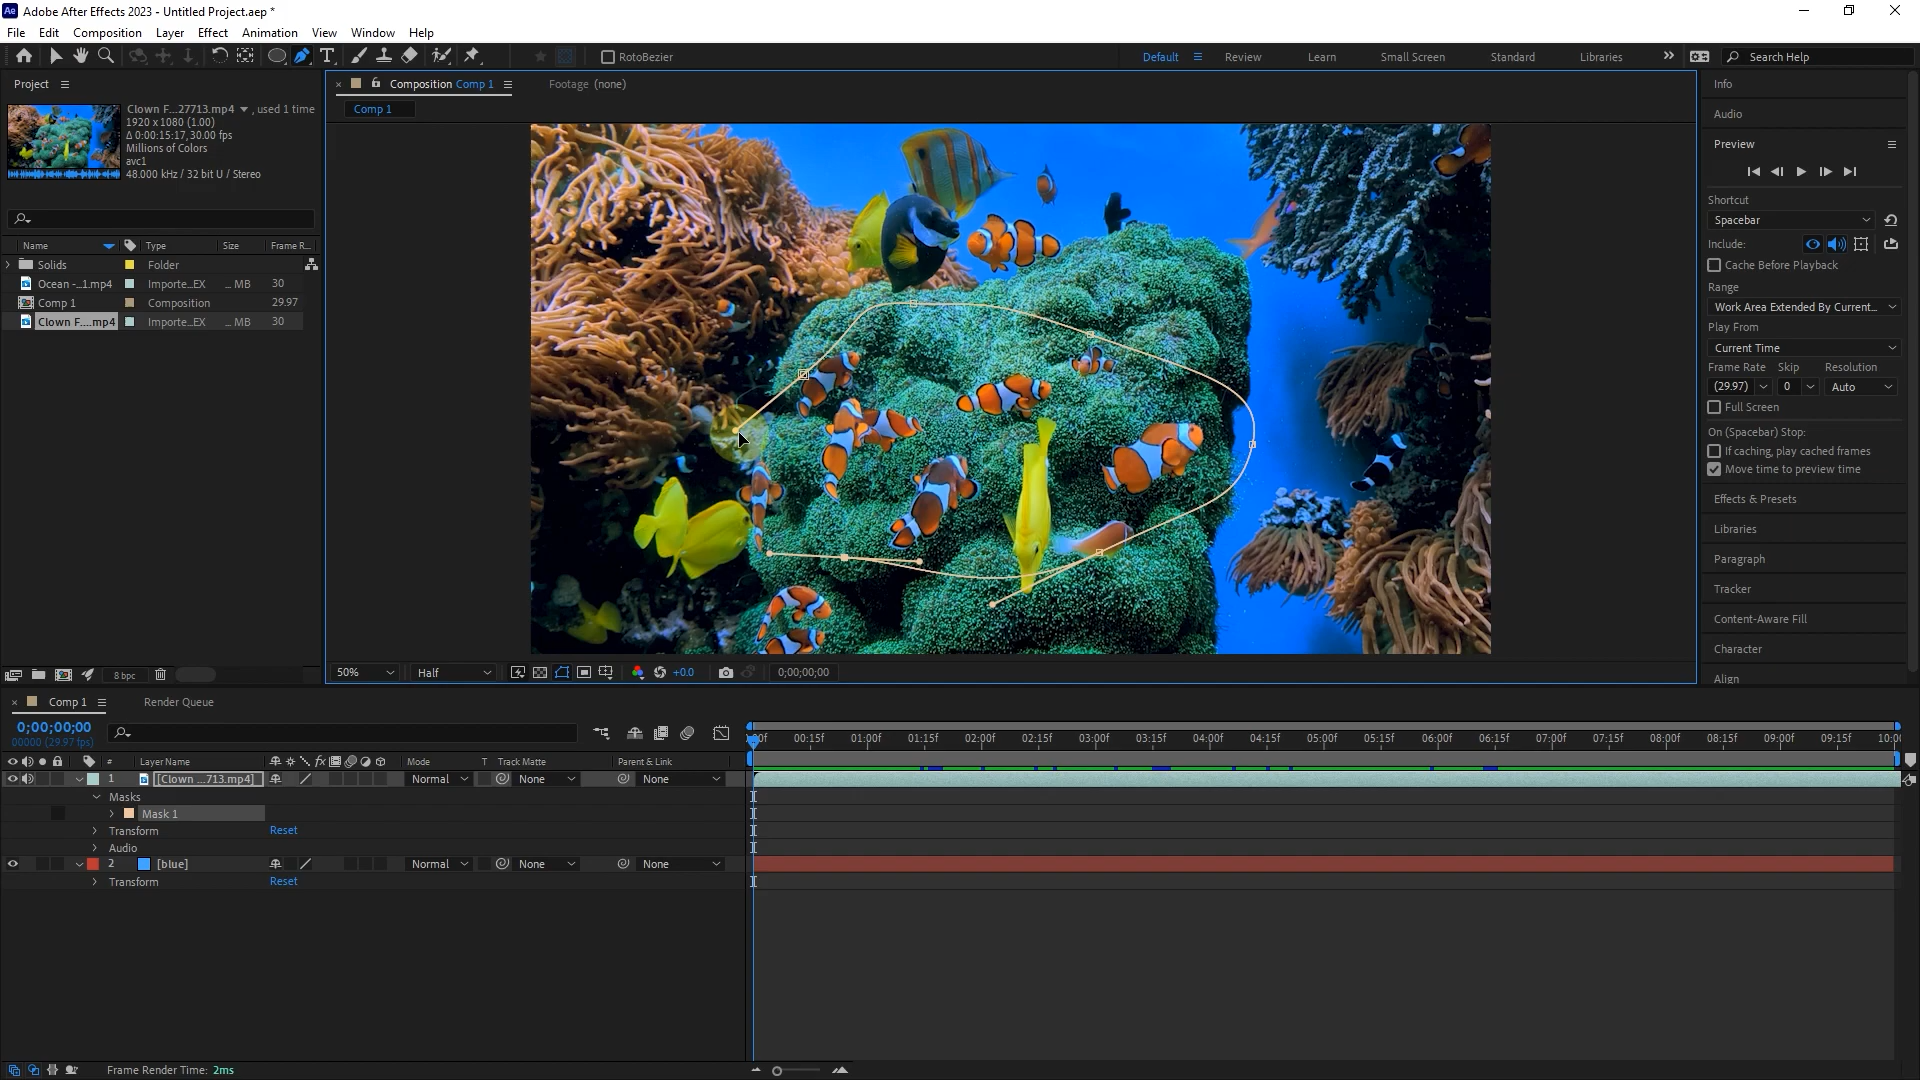 Ae Adobe After Effects 2023 - Untitled Project.aep *
File Edit Composition Layer Effect Animation View Window Help
RotoBezier Default Review Learn Small Screen Standard Libraries Search Help
Project
Clown F...27713.mp4 , used 1 time
1920 x 1080 (1.00)
Δ 0:00:15:17, 30.00 fps
Millions of Colors
avc1
48.000 kHz / 32 bit U / Stereo
Name Type Size Frame R...
Solids Folder
Ocean -...1.mp4 Importe...EX ... MB 30
Comp 1 Composition 29.97
Clown F....mp4 Importe...EX ... MB 30
8 bpc
Composition Comp 1 Footage (none)
Comp 1
50% Half +0.0 0;00;00;00
Info
Audio
Preview
Shortcut
Spacebar
Include:
Cache Before Playback
Range
Work Area Extended By Current...
Play From
Current Time
Frame Rate Skip Resolution
(29.97) 0 Auto
Full Screen
On (Spacebar) Stop:
If caching, play cached frames
Move time to preview time
Effects & Presets
Libraries
Paragraph
Tracker
Content-Aware Fill
Character
Align
Comp 1 Render Queue
0;00;00;00
00000 (29.97 fps)
# Layer Name fx Mode T Track Matte Parent & Link
1 [Clown ...713.mp4] Normal None None
Masks
Mask 1
Transform Reset
Audio
2 [blue] Normal None None
Transform Reset
:00f 00:15f 01:00f 01:15f 02:00f 02:15f 03:00f 03:15f 04:00f 04:15f 05:00f 05:15f 06:00f 06:15f 07:00f 07:15f 08:00f 08:15f 09:00f 09:15f 10:00
Frame Render Time: 2ms